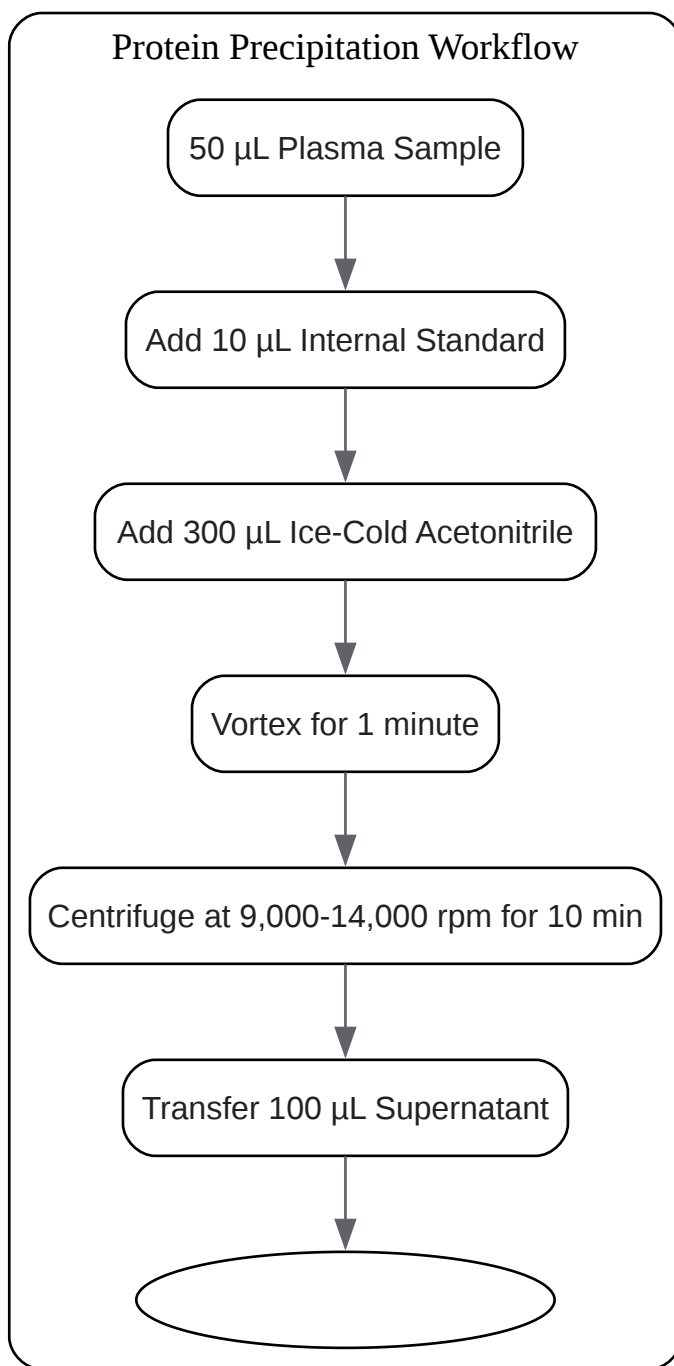 Protein Precipitation Workflow
50 µL Plasma Sample
Add 10 µL Internal Standard
Add 300 µL Ice-Cold Acetonitrile
Vortex for 1 minute
Centrifuge at 9,000-14,000 rpm for 10 min
Transfer 100 µL Supernatant